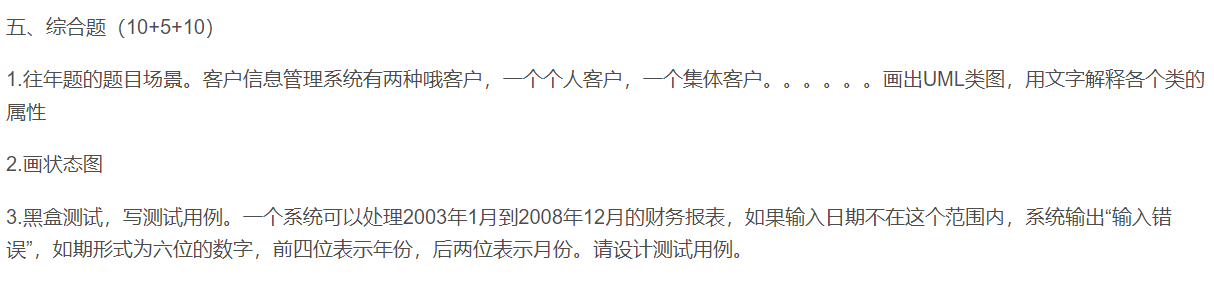 五、综合题（10+5+10）
1.往年题的题目场景。客户信息管理系统有两种哦客户，一个个人客户，一个集体客户。。。。。。画出UML类图，用文字解释各个类的
属性
2.画状态图
3.黑盒测试，写测试用例。一个系统可以处理2003年1月到2008年12月的财务报表，如果输入日期不在这个范围内，系统输出“输入错
误”，如期形式为六位的数字，前四位表示年份，后两位表示月份。请设计测试用例。